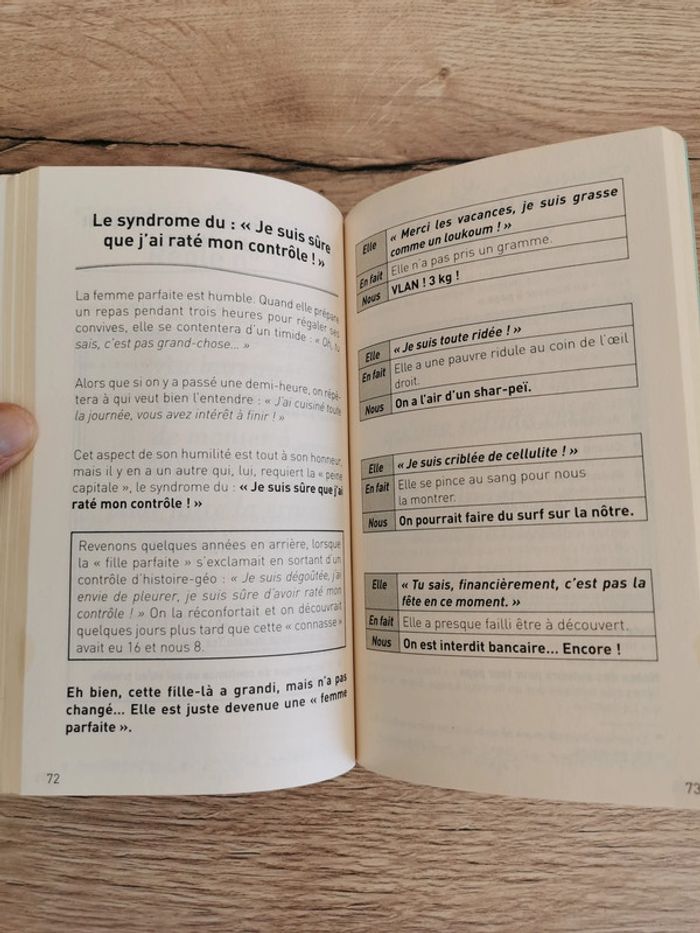 Le syndrome du : « Je suis sûre
que j'ai raté mon contrôle ! »
La femme parfaite est humble. Quand elle prépare
un repas pendant trois heures pour régaler ses
convives, elle se contentera d'un timide : « Oh, tu
sais, c'est pas grand-chose... »
Alors que si on y a passé une demi-heure, on répè-
tera à qui veut bien l'entendre : « J'ai cuisiné toute
la journée, vous avez intérêt à finir ! »
Cet aspect de son humilité est tout à son honneur,
mais il y en a un autre qui, lui, requiert la « peine
capitale », le syndrome du : « Je suis sûre que j'ai
raté mon contrôle ! »
Revenons quelques années en arrière, lorsque
la « fille parfaite » s'exclamait en sortant d'un
contrôle d'histoire-géo : « Je suis dégoûtée, j'ai
envie de pleurer, je suis sûre d'avoir raté mon
contrôle ! » On la réconfortait et on découvrait
quelques jours plus tard que cette « connasse »
avait eu 16 et nous 8.
Eh bien, cette fille-là a grandi, mais n'a pas
changé... Elle est juste devenue une « femme
parfaite ».
72
Elle « Merci les vacances, je suis grasse
comme un loukoum ! »
En fait Elle n'a pas pris un gramme.
Nous VLAN ! 3 kg !
Elle « Je suis toute ridée ! »
En fait Elle a une pauvre ridule au coin de l'œil
droit.
Nous On a l'air d'un shar-peï.
Elle « Je suis criblée de cellulite ! »
En fait Elle se pince au sang pour nous
la montrer.
Nous On pourrait faire du surf sur la nôtre.
Elle « Tu sais, financièrement, c'est pas la
fête en ce moment. »
En fait Elle a presque failli être à découvert.
Nous On est interdit bancaire... Encore !
73